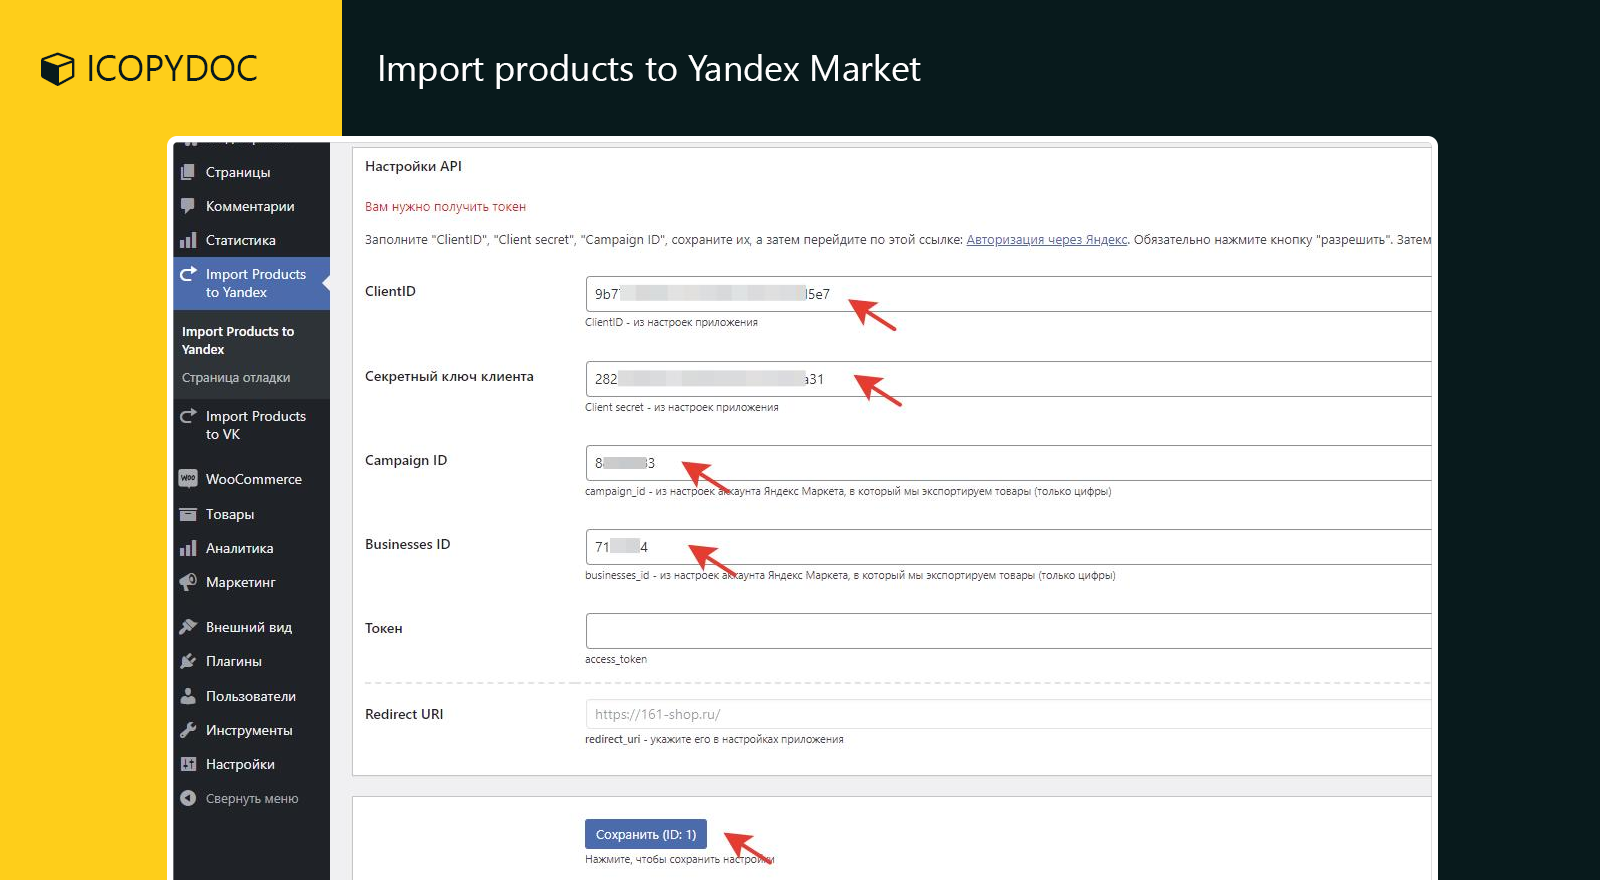 ICOPYDOC
Import products to Yandex Market
Страницы
Комментарии
Статистика
Import Products
to Yandex
Import Products to
Yandex
Страница отладки
Import Products
to VK
WooCommerce
Товары
Аналитика
Маркетинг
Внешний вид
Плагины
Пользователи
Инструменты
Настройки
Свернуть меню
Настройки API
Вам нужно получить токен
Заполните "ClientID", "Client secret", "Campaign ID", сохраните их, а затем перейдите по этой ссылке: Авторизация через Яндекс. Обязательно нажмите кнопку "разрешить". Затем
ClientID
9b7 5e7
ClientID - из настроек приложения
Секретный ключ клиента
282 a31
Client secret - из настроек приложения
Campaign ID
8 3
campaign_id - из настроек аккаунта Яндекс Маркета, в который мы экспортируем товары (только цифры)
Businesses ID
71 4
businesses_id - из настроек аккаунта Яндекс Маркета, в который мы экспортируем товары (только цифры)
Токен
access_token
Redirect URI
https://161-shop.ru/
redirect_uri - укажите его в настройках приложения
Сохранить (ID: 1)
Нажмите, чтобы сохранить настройки